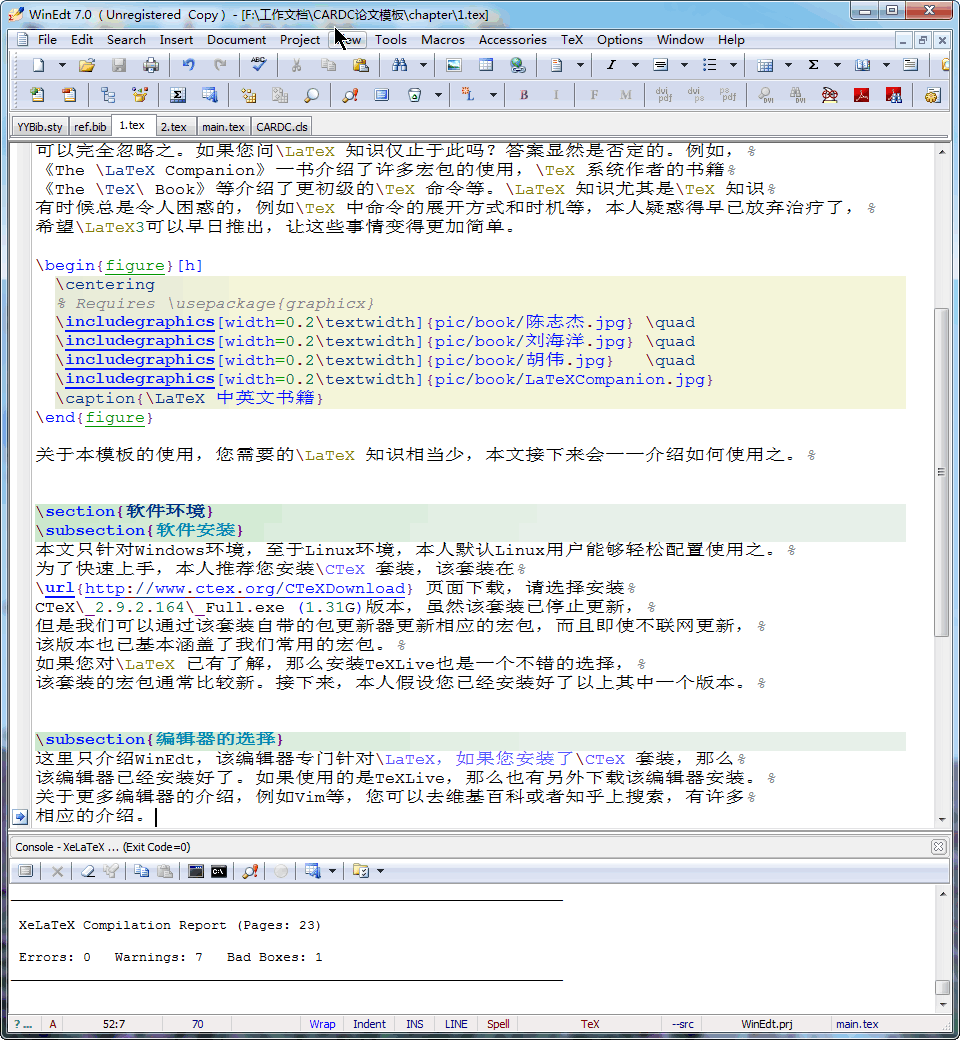 WinEdt 7.0 (Unregistered Copy) - [F:\工作文档\CARDC论文模板\chapter\1.tex]
File Edit Search Insert Document Project View Tools Macros Accessories TeX Options Window Help
YYBib.sty ref.bib 1.tex 2.tex main.tex CARDC.cls
可以完全忽略之。如果您问\LaTeX 知识仅止于此吗？答案显然是否定的。例如，%
《The \LaTeX Companion》一书介绍了许多宏包的使用，\TeX 系统作者的书籍%
《The \TeX\ Book》等介绍了更初级的\TeX 命令等。\LaTeX 知识尤其是\TeX 知识%
有时候总是令人困惑的，例如\TeX 中命令的展开方式和时机等，本人疑惑得早已放弃治疗了，%
希望\LaTeX3可以早日推出，让这些事情变得更加简单。
\begin{figure}[h]
\centering
% Requires \usepackage{graphicx}
\includegraphics[width=0.2\textwidth]{pic/book/陈志杰.jpg} \quad
\includegraphics[width=0.2\textwidth]{pic/book/刘海洋.jpg} \quad
\includegraphics[width=0.2\textwidth]{pic/book/胡伟.jpg} \quad
\includegraphics[width=0.2\textwidth]{pic/book/LaTeXCompanion.jpg}
\caption{\LaTeX 中英文书籍}
\end{figure}
关于本模板的使用，您需要的\LaTeX 知识相当少，本文接下来会一一介绍如何使用之。%
\section{软件环境}
\subsection{软件安装}
本文只针对Windows环境，至于Linux环境，本人默认Linux用户能够轻松配置使用之。%
为了快速上手，本人推荐您安装\CTeX 套装，该套装在%
\url{http://www.ctex.org/CTeXDownload} 页面下载，请选择安装%
CTeX\_2.9.2.164\_Full.exe (1.31G)版本，虽然该套装已停止更新，%
但是我们可以通过该套装自带的包更新器更新相应的宏包，而且即使不联网更新，%
该版本也已基本涵盖了我们常用的宏包。%
如果您对\LaTeX 已有了解，那么安装TeXLive也是一个不错的选择，%
该套装的宏包通常比较新。接下来，本人假设您已经安装好了以上其中一个版本。%
\subsection{编辑器的选择}
这里只介绍WinEdt，该编辑器专门针对\LaTeX，如果您安装了\CTeX 套装，那么%
该编辑器已经安装好了。如果使用的是TeXLive，那么也有另外下载该编辑器安装。%
关于更多编辑器的介绍，例如Vim等，您可以去维基百科或者知乎上搜索，有许多%
相应的介绍。
Console - XeLaTeX ... (Exit Code=0)
XeLaTeX Compilation Report (Pages: 23)
Errors: 0 Warnings: 7 Bad Boxes: 1
? ... A 52:7 70 Wrap Indent INS LINE Spell TeX --src WinEdt.prj main.tex